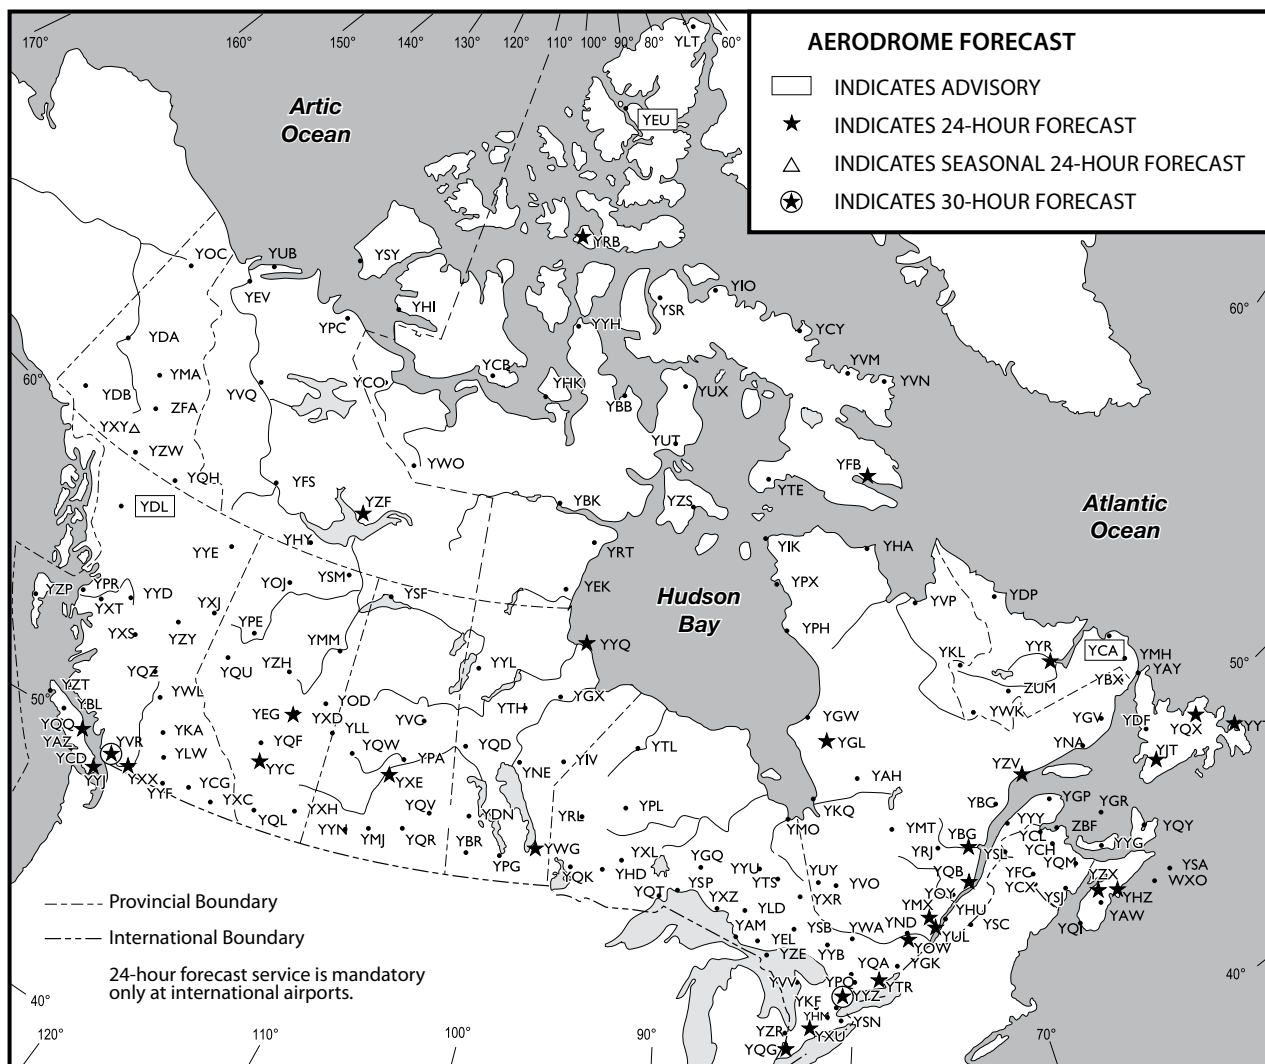 170°
160°
150°
140°
130°
120°
110°
100°
90°
80°
60°
YLT
AERODROME FORECAST
INDICATES ADVISORY
INDICATES 24-HOUR FORECAST
INDICATES SEASONAL 24-HOUR FORECAST
INDICATES 30-HOUR FORECAST
Artic
Ocean
YEU
YRB
YOC
YUB
YSY
YEV
YHI
YIO
YSR
60°
YPC
YYH
YCY
YDA
YMA
YCB
YVM
YVN
60°
YDB
YVQ
YCO
YHK
YUX
ZFA
YBB
YXY
YZW
YUT
YWO
YFB
YQH
YFS
YTE
YZF
YBK
YZS
Atlantic
Ocean
YDL
YYE
YHY
YRT
YIK
YHA
YZP
YPR
YYD
YOJ
YSM
YSF
YEK
YPX
Hudson
Bay
YVP
YDP
YXT
YXJ
YPE
YXS
YZY
YMM
YYQ
YPH
YYR
YCA
YMH
50°
YQZ
YQU
YZH
YYL
YKL
YAY
YZT
YWL
YGX
ZUM
YBX
50°
YBL
YEG
YOD
YXD
YVC
YTH
YGW
YWK
YGV
YDF
YQX
YYT
YQQ
YKA
YLL
YGL
YAZ
YVR
YLW
YQF
YQW
YQD
YTL
YNA
YJT
YCD
YYC
YPA
YNE
YIV
YZV
YYJ
YXX
YYF
YCG
YXC
YXE
YAH
YQL
YXH
YQV
YDN
YRL
YPL
YKQ
YBC
YGP
YGR
YYN
YMJ
YQR
YBR
YMO
YMT
YBG
YYY
YCL
ZBF
YQY
YPG
YWG
YXL
YGQ
YRJ
YSL
YCH
YYG
YQK
YHD
YYU
YUY
YQB
YQM
YSA
YQT
YSP
YTS
YVO
YFC
YZX
WXO
Provincial Boundary
YXZ
YXR
YOY
YCX
YSJ
YHZ
YLD
YMX
YHU
YAW
International Boundary
YAM
YSB
YWA
YND
YUL
YSC
YQI
YEL
YOW
24-hour forecast service is mandatory
only at international airports.
YZE
YYB
YQA
YGK
40°
YVV
YPQ
YTR
YYZ
40°
YKF
YHN
YSN
YZR
YXU
YQG
120°
110°
100°
90°
70°